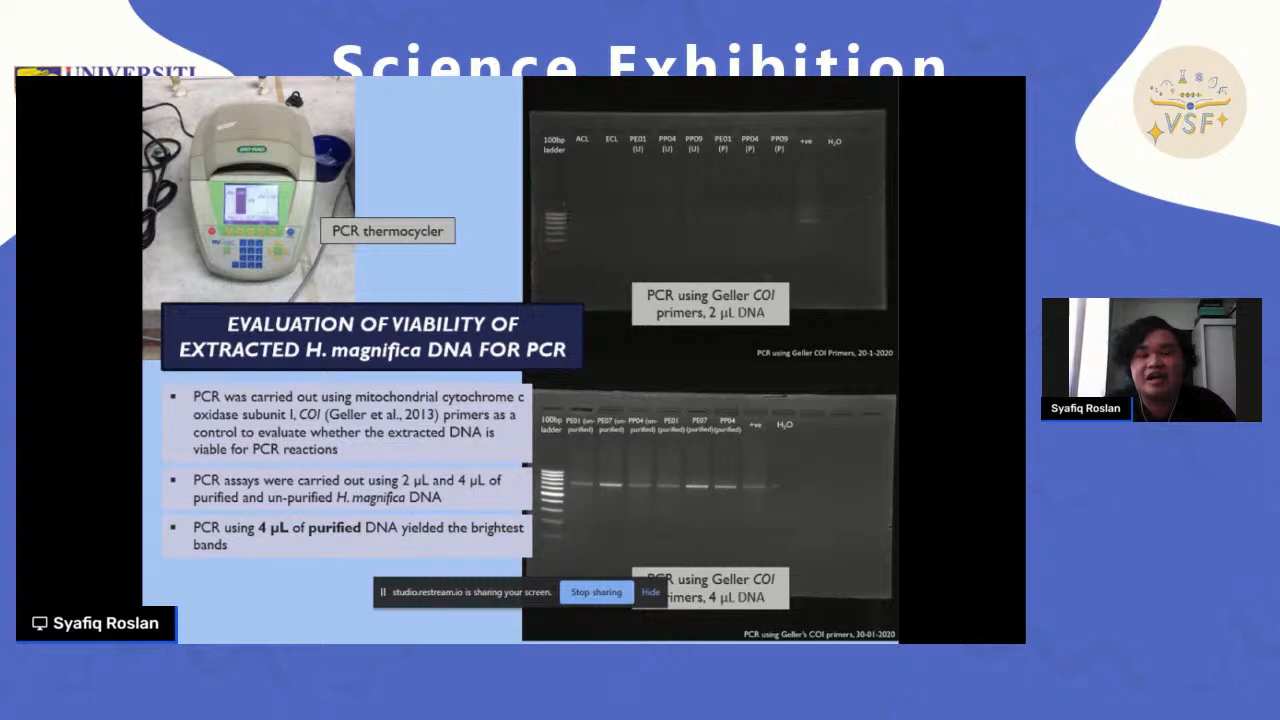 Science Exhibition
UNIVERSITI
2021
VSF
BIO-RAD
PCR thermocycler
EVALUATION OF VIABILITY OF
EXTRACTED H. magnifica DNA FOR PCR
▪ PCR was carried out using mitochondrial cytochrome c
oxidase subunit I, COI (Geller et al., 2013) primers as a
control to evaluate whether the extracted DNA is
viable for PCR reactions
▪ PCR assays were carried out using 2 µL and 4 µL of
purified and un-purified H. magnifica DNA
▪ PCR using 4 µL of purified DNA yielded the brightest
bands
100bp ladder ACL ECL PE01 (U) PP04 (U) PP09 (U) PE01 (P) PP04 (P) PP09 (P) +ve H₂O
PCR using Geller COI
primers, 2 µL DNA
PCR using Geller COI Primers, 20-1-2020
100bp ladder PE01 (un-purified) PE07 (un-purified) PP04 (un-purified) PE01 (purified) PE07 (purified) PP04 (purified) +ve H₂O
R using Geller COI
rimers, 4 µL DNA
PCR using Geller's COI primers, 30-01-2020
studio.restream.io is sharing your screen. Stop sharing Hide
Syafiq Roslan
Syafiq Roslan